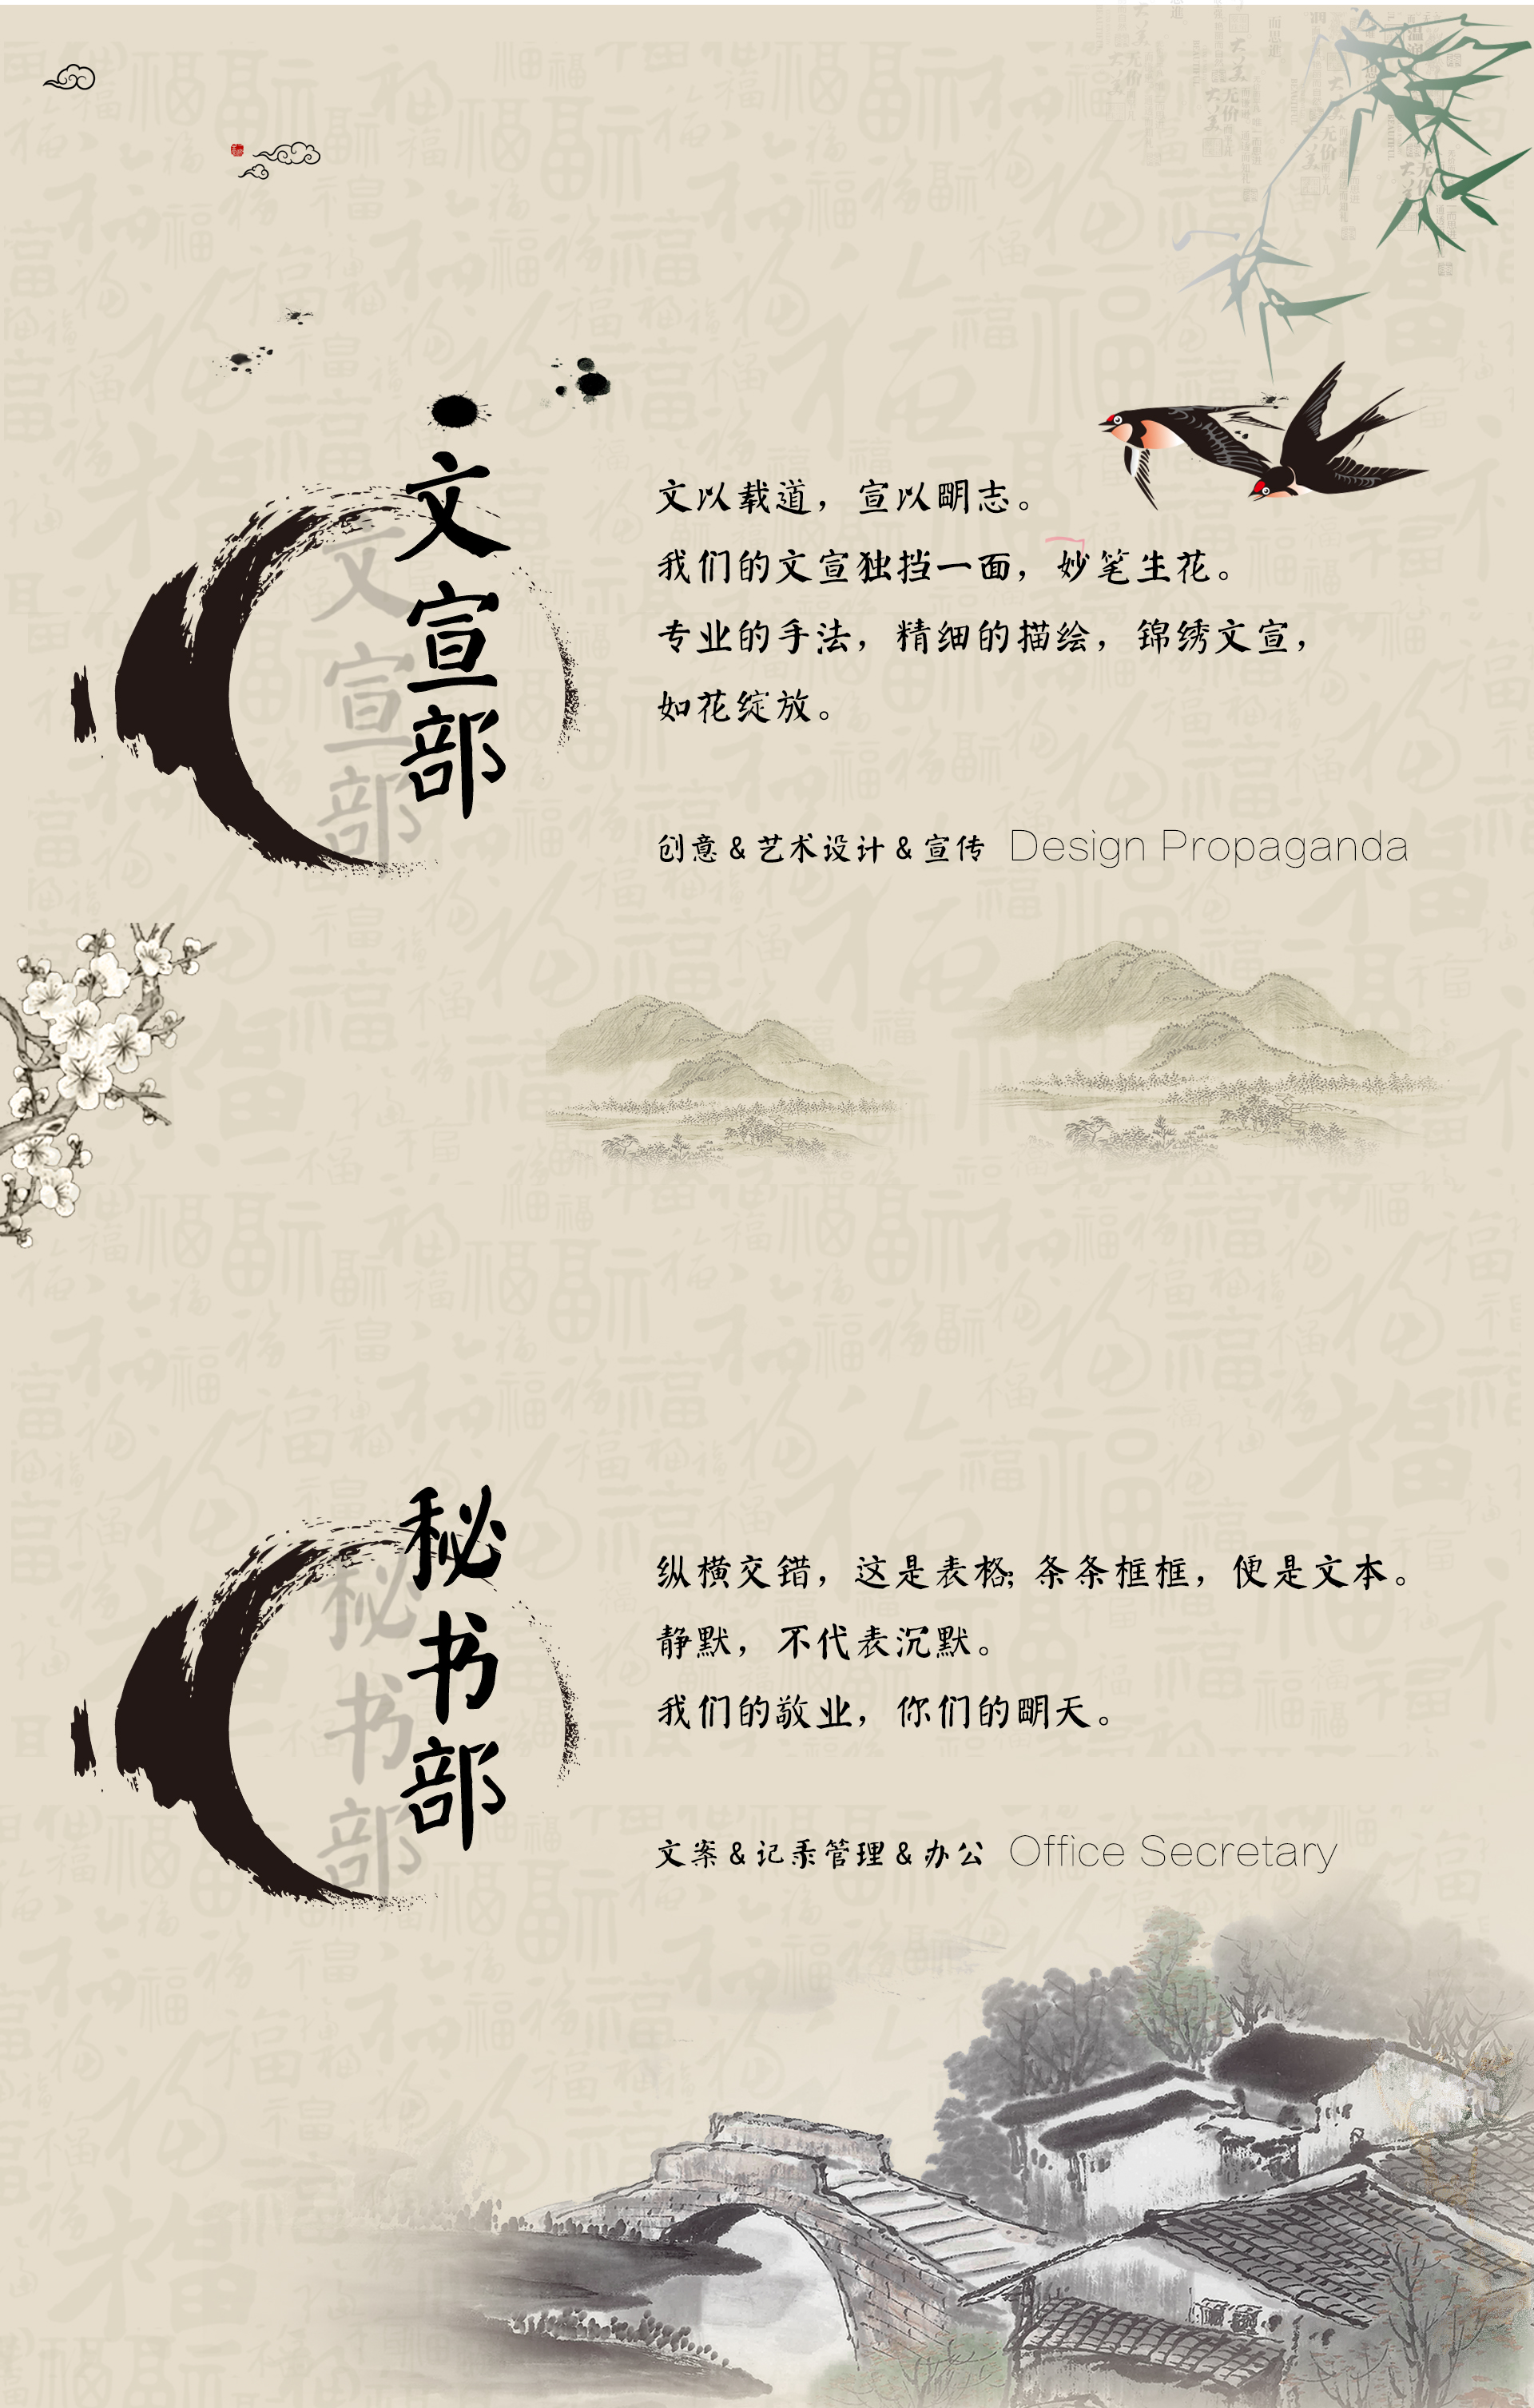 文宣部
文以载道，宣以明志。
我们的文宣独挡一面，妙笔生花。
专业的手法，精细的描绘，锦绣文宣，
如花绽放。
创意&艺术设计&宣传 Design Propaganda
秘书部
纵横交错，这是表格；条条框框，便是文本。
静默，不代表沉默。
我们的敬业，你们的明天。
文案&记录管理&办公 Office Secretary